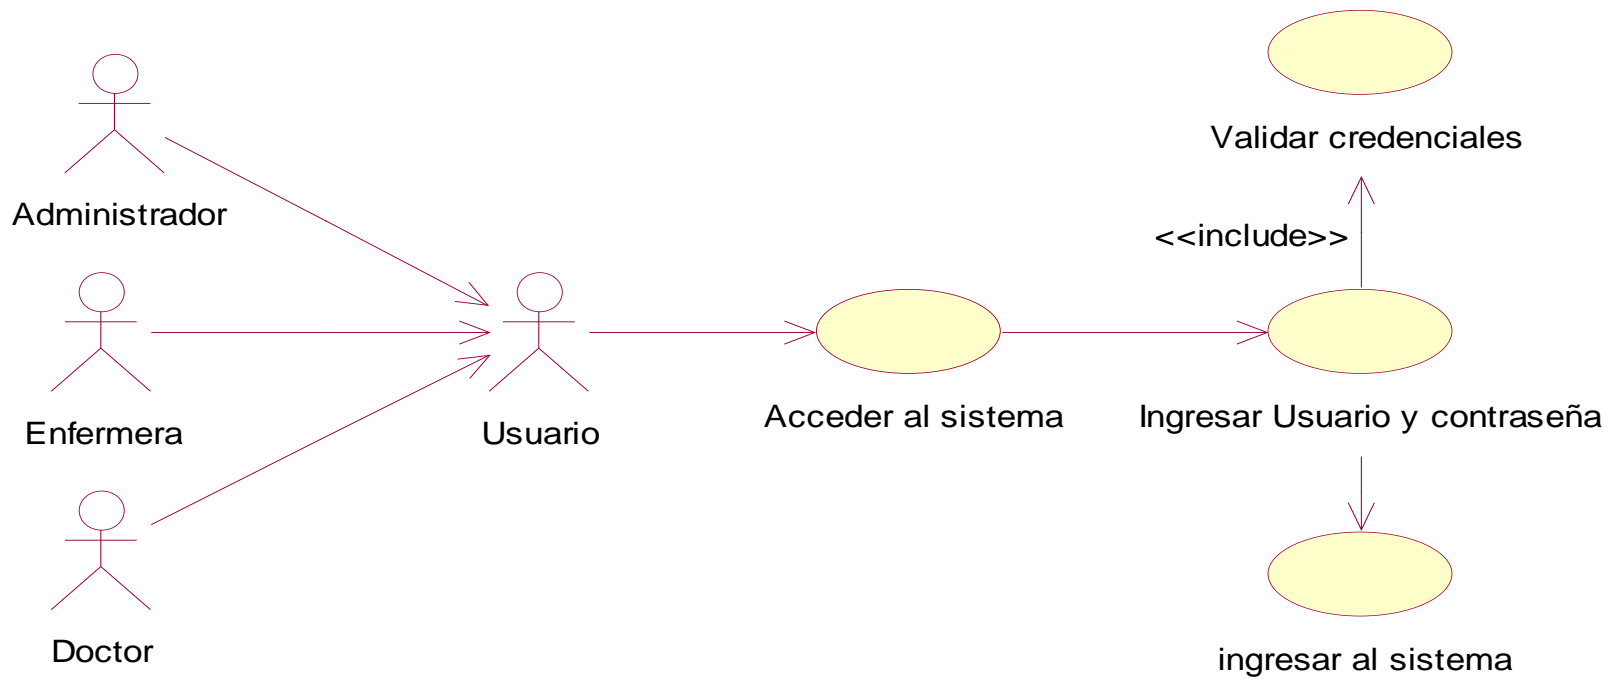 Validar credenciales
Administrador
<<include>>
Enfermera
Usuario
Acceder al sistema
Ingresar Usuario y contraseña
Doctor
ingresar al sistema